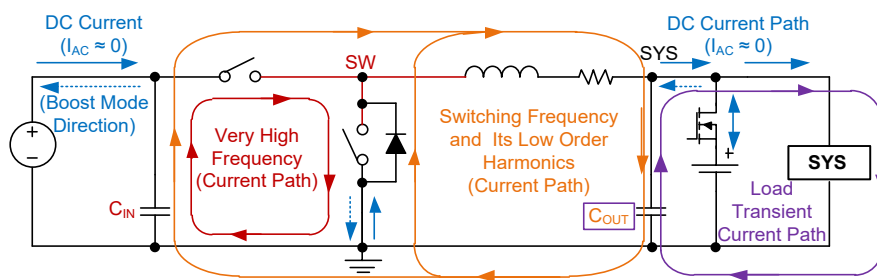 DC Current
(IAC ≈ 0)
(Boost Mode
Direction)
+
−
CIN
SW
Very High
Frequency
(Current Path)
Switching Frequency
and Its Low Order
Harmonics
(Current Path)
SYS
DC Current Path
(IAC ≈ 0)
COUT
+
SYS
Load
Transient
Current Path